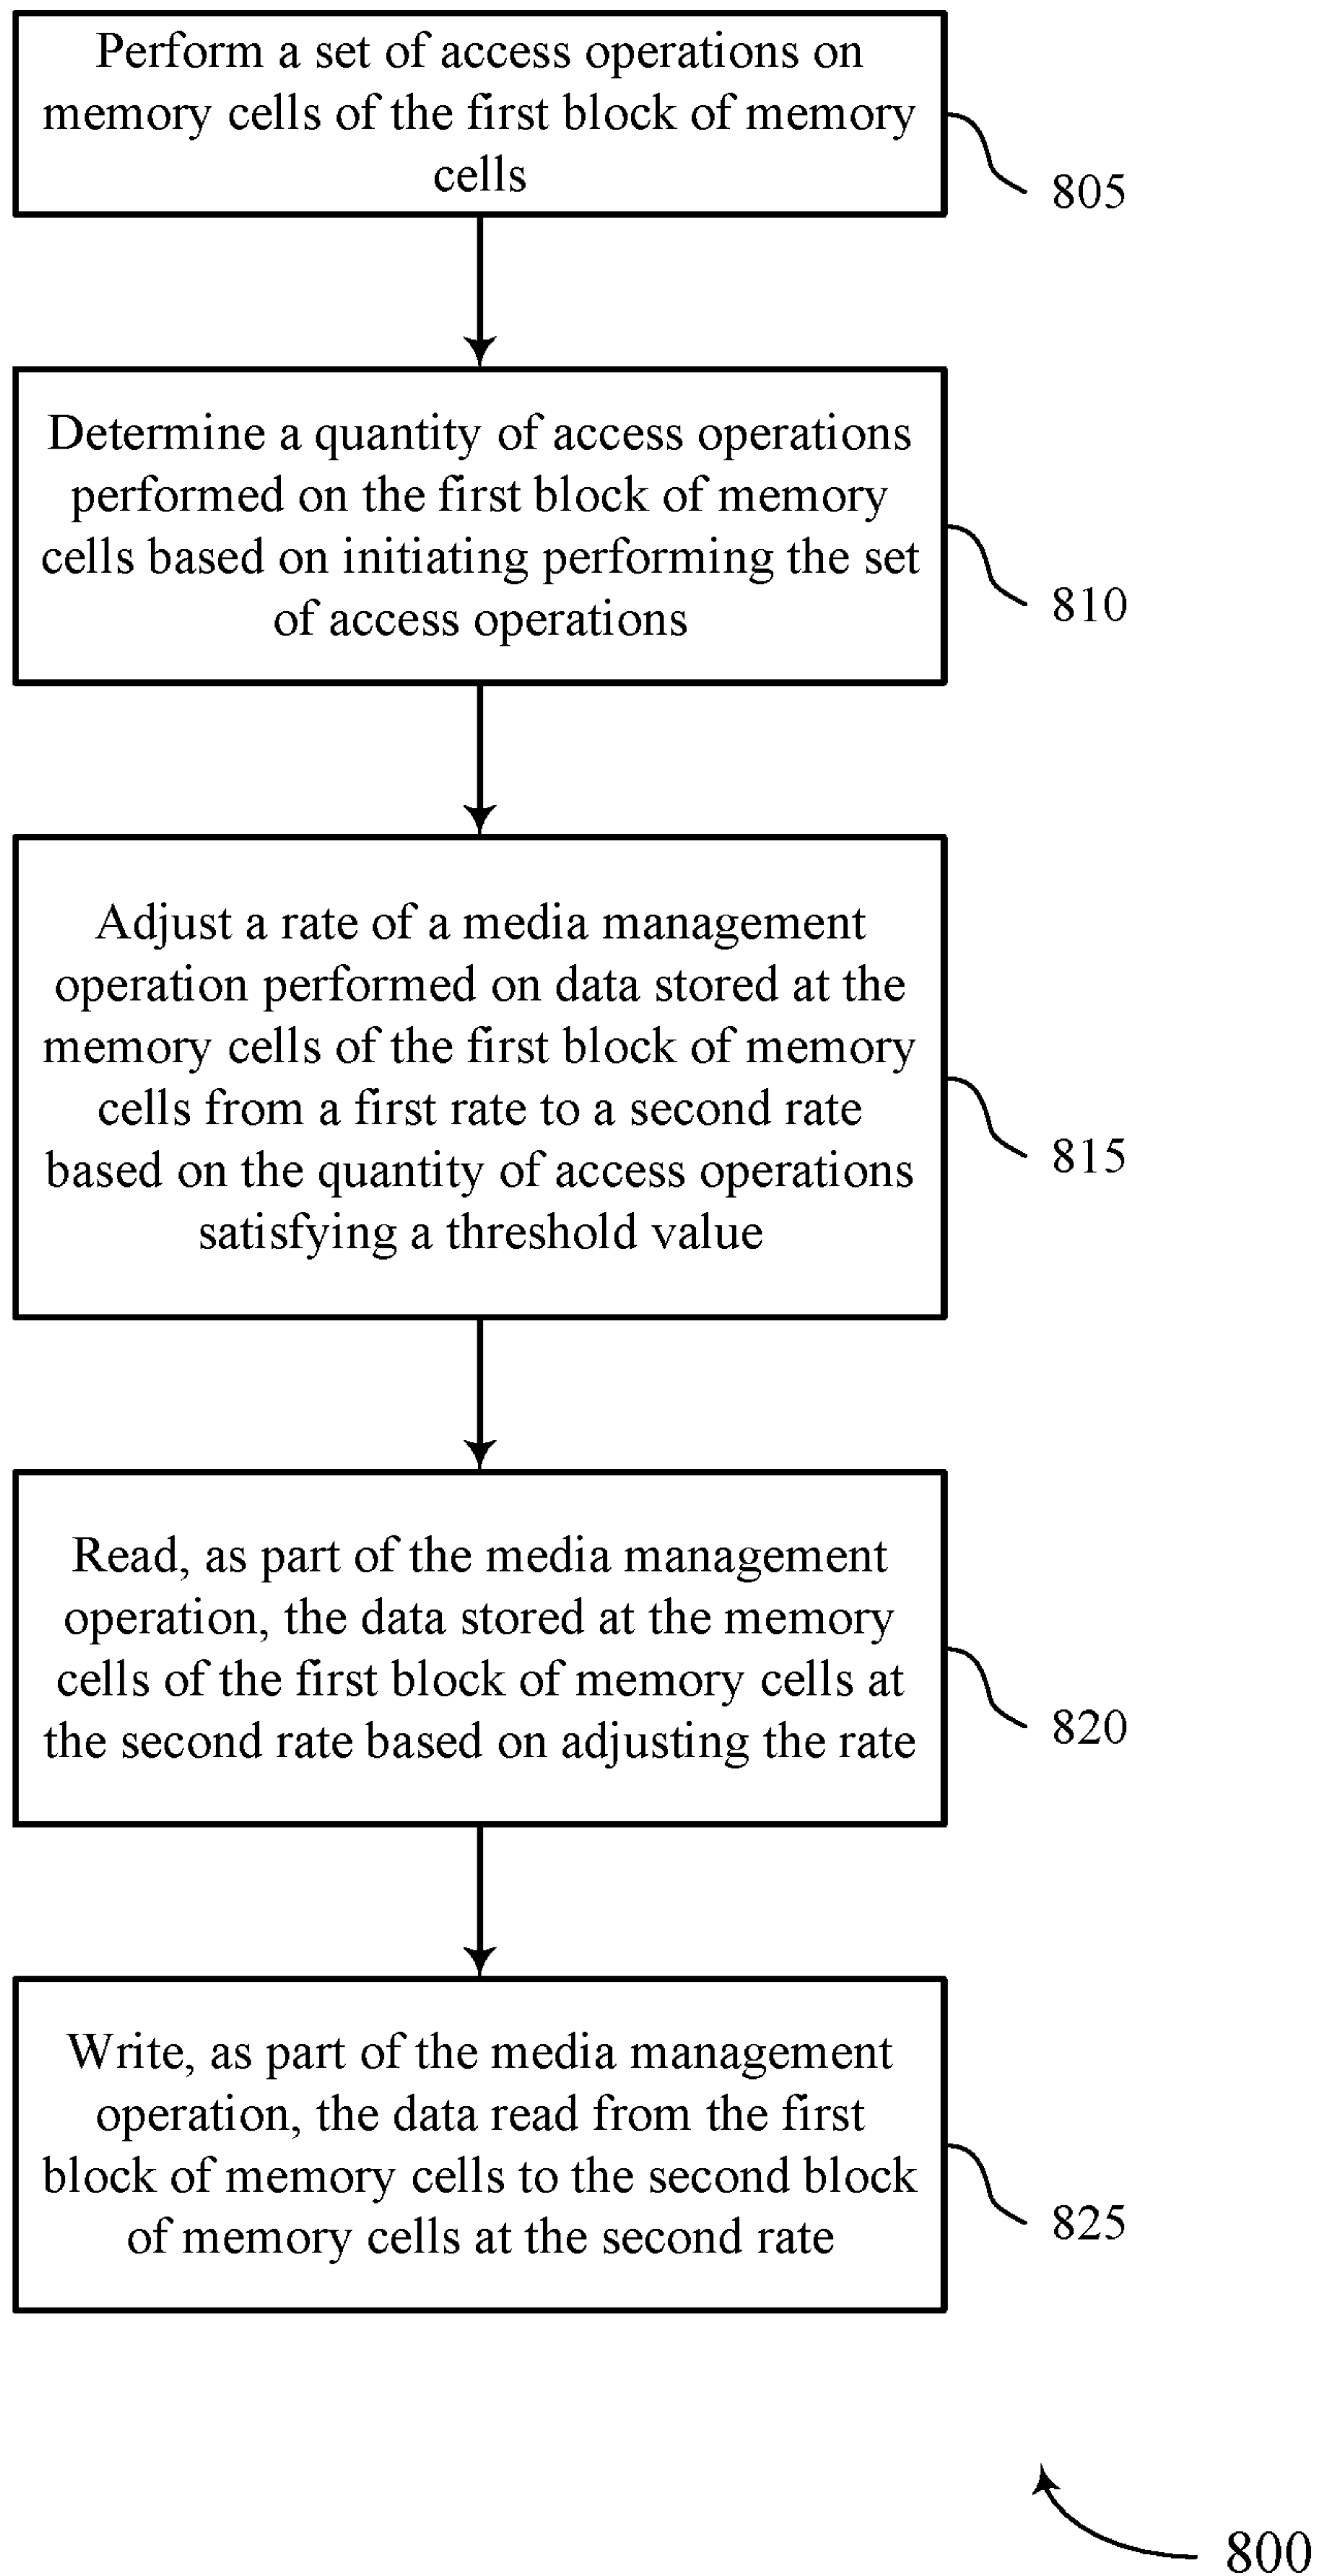 Perform a set of access operations on
memory cells of the first block of memory
cells
805
Determine a quantity of access operations
performed on the first block of memory
cells based on initiating performing the set
of access operations
810
Adjust a rate of a media management
operation performed on data stored at the
memory cells of the first block of memory
cells from a first rate to a second rate
based on the quantity of access operations
satisfying a threshold value
815
Read, as part of the media management
operation, the data stored at the memory
cells of the first block of memory cells at
the second rate based on adjusting the rate
820
Write, as part of the media management
operation, the data read from the first
block of memory cells to the second block
of memory cells at the second rate
825
800